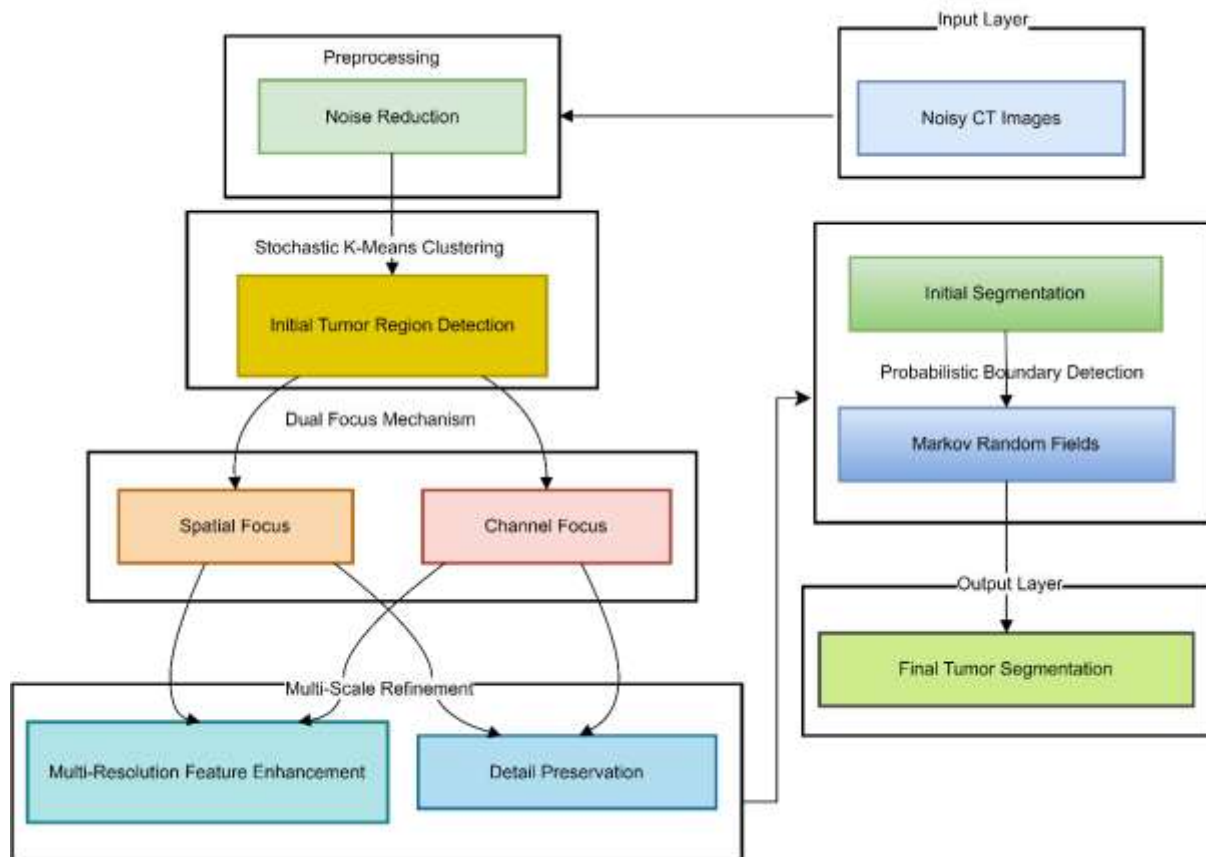 Input Layer
Noisy CT Images
Preprocessing
Noise Reduction
Stochastic K-Means Clustering
Initial Tumor Region Detection
Dual Focus Mechanism
Spatial Focus
Channel Focus
Multi-Scale Refinement
Multi-Resolution Feature Enhancement
Detail Preservation
Initial Segmentation
Probabilistic Boundary Detection
Markov Random Fields
Output Layer
Final Tumor Segmentation